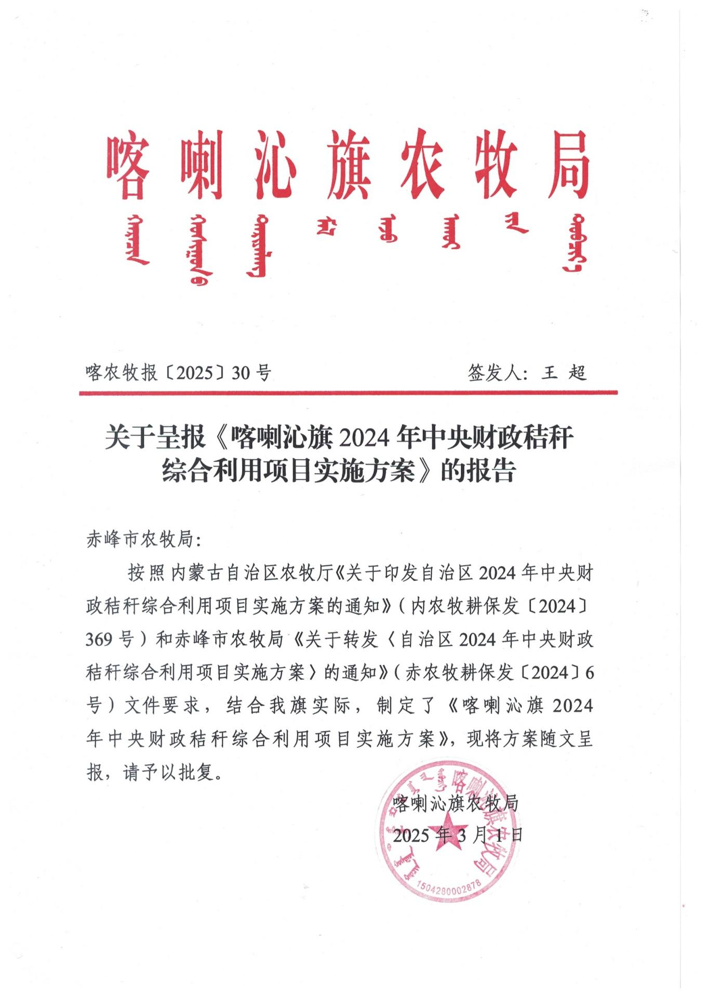 喀喇沁旗农牧局
喀农牧报〔2025〕30 号 签发人：王 超
关于呈报《喀喇沁旗 2024 年中央财政秸秆
综合利用项目实施方案》的报告
赤峰市农牧局：
按照内蒙古自治区农牧厅《关于印发自治区 2024 年中央财
政秸秆综合利用项目实施方案的通知》（内农牧耕保发〔2024〕
369 号）和赤峰市农牧局《关于转发〈自治区 2024 年中央财政
秸秆综合利用项目实施方案〉的通知》（赤农牧耕保发〔2024〕6
号）文件要求，结合我旗实际，制定了《喀喇沁旗 2024
年中央财政秸秆综合利用项目实施方案》，现将方案随文呈
报，请予以批复。
喀喇沁旗农牧局
2025 年 3 月 1 日
喀喇沁旗农牧局
1504280002878